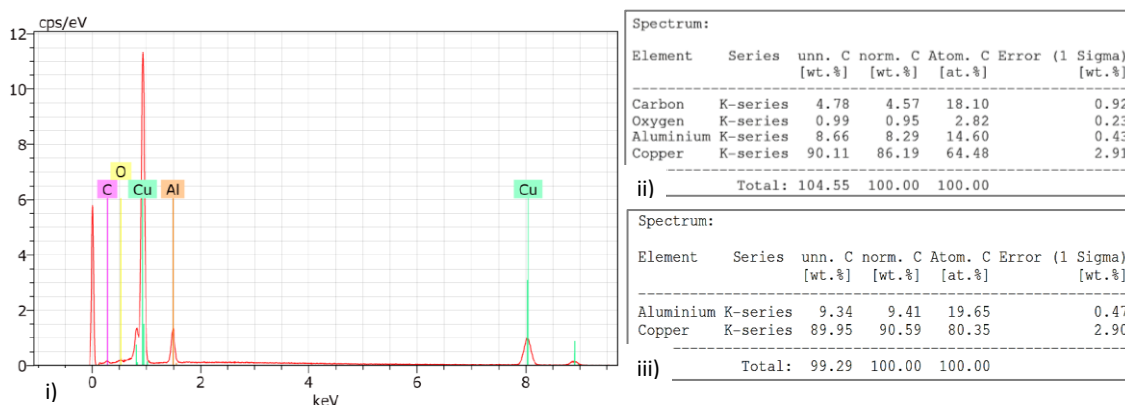 cps/eV
12
10
8
6
4
2
0
0 2 4 6 8
keV
C O Cu Al Cu
i)
Spectrum:
Element Series unn. C norm. C Atom. C Error (1 Sigma)
[wt.%] [wt.%] [at.%] [wt.%]
Carbon K-series 4.78 4.57 18.10 0.92
Oxygen K-series 0.99 0.95 2.82 0.23
Aluminium K-series 8.66 8.29 14.60 0.43
Copper K-series 90.11 86.19 64.48 2.91
Total: 104.55 100.00 100.00
ii)
Spectrum:
Element Series unn. C norm. C Atom. C Error (1 Sigma)
[wt.%] [wt.%] [at.%] [wt.%]
Aluminium K-series 9.34 9.41 19.65 0.47
Copper K-series 89.95 90.59 80.35 2.90
Total: 99.29 100.00 100.00
iii)